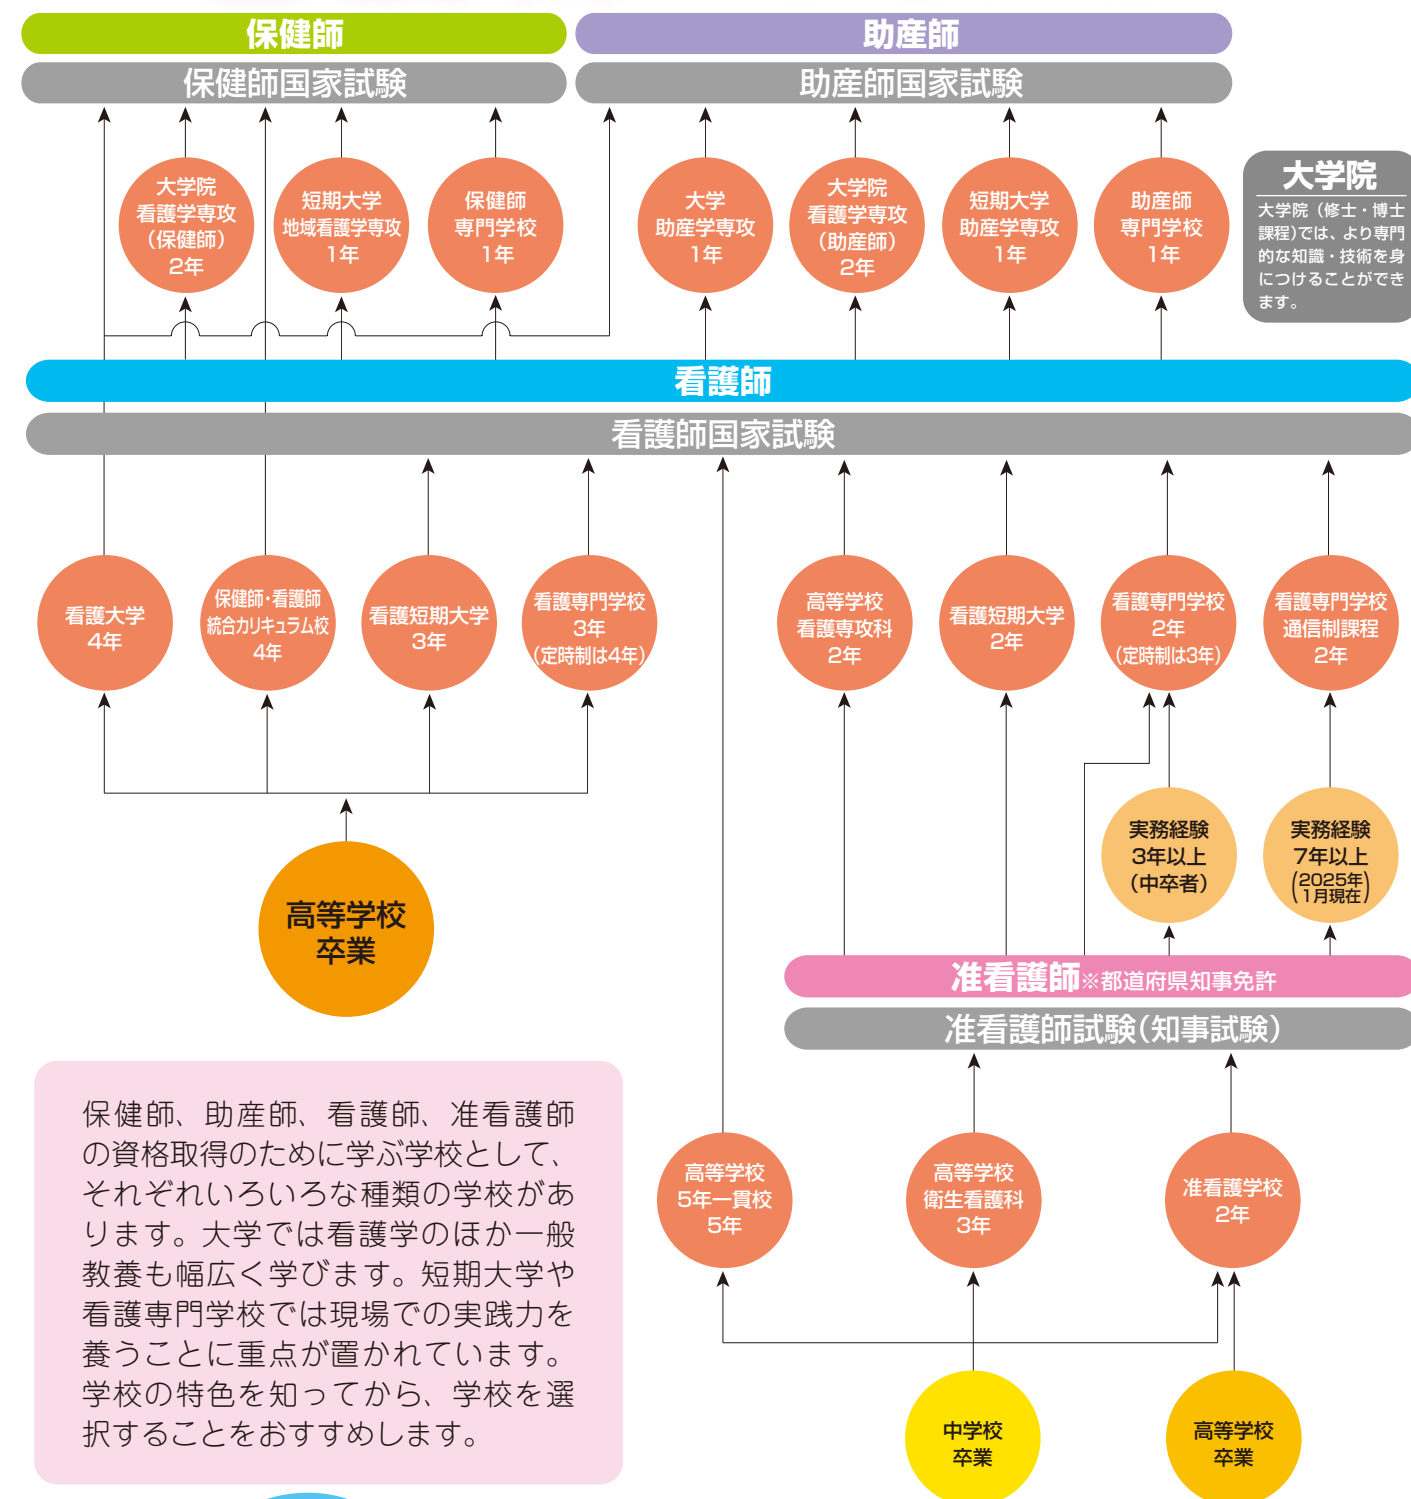 保健師
助産師
保健師国家試験
助産師国家試験
大学院
看護学専攻
(保健師)
2年
短期大学
地域看護学専攻
1年
保健師
専門学校
1年
大学
助産学専攻
1年
大学院
看護学専攻
(助産師)
2年
短期大学
助産学専攻
1年
助産師
専門学校
1年
大学院
大学院(修士・博士
課程)では、より専門
的な知識・技術を身
につけることができ
ます。
看護師
看護師国家試験
看護大学
4年
保健師・看護師
統合カリキュラム校
4年
看護短期大学
3年
看護専門学校
3年
(定時制は4年)
高等学校
看護専攻科
2年
看護短期大学
2年
看護専門学校
2年
(定時制は3年)
看護専門学校
通信制課程
2年
実務経験
3年以上
(中卒者)
実務経験
7年以上
(2025年
1月現在)
高等学校
卒業
准看護師※都道府県知事免許
准看護師試験(知事試験)
保健師、助産師、看護師、准看護師
の資格取得のために学ぶ学校として、
それぞれいろいろな種類の学校があ
ります。大学では看護学のほか一般
教養も幅広く学びます。短期大学や
看護専門学校では現場での実践力を
養うことに重点が置かれています。
学校の特色を知ってから、学校を選
択することをおすすめします。
高等学校
5年一貫校
5年
高等学校
衛生看護科
3年
准看護学校
2年
中学校
卒業
高等学校
卒業